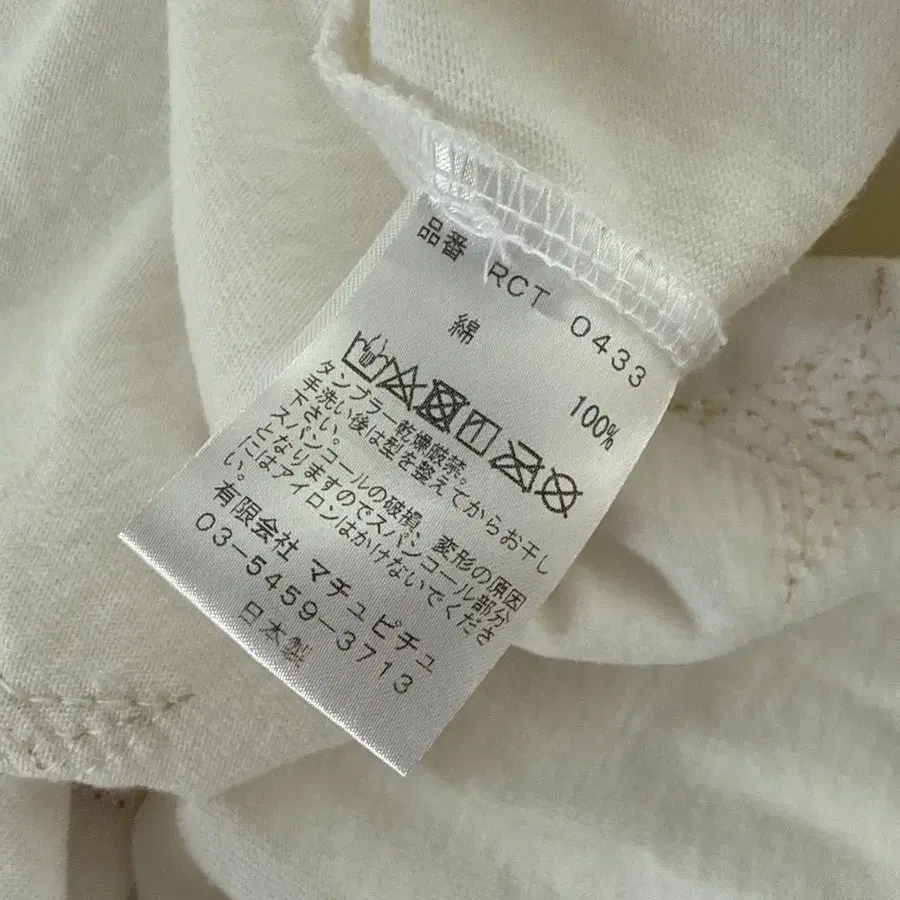 品番 RCT 0433
綿 100%
タンブラー乾燥厳禁。
手洗い後は型を整えてからお干し
下さい。
スパンコールの破損、変形の原因
となりますのでスパンコール部分
にはアイロンはかけないでくださ
い。
有限会社 マチュピチュ
03-5459-3713
日本製